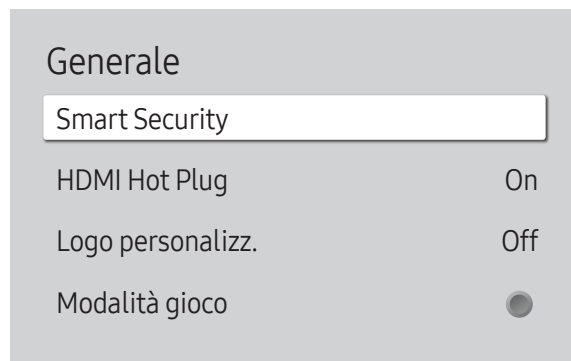 Generale
Smart Security
HDMI Hot Plug On
Logo personalizz. Off
Modalità gioco